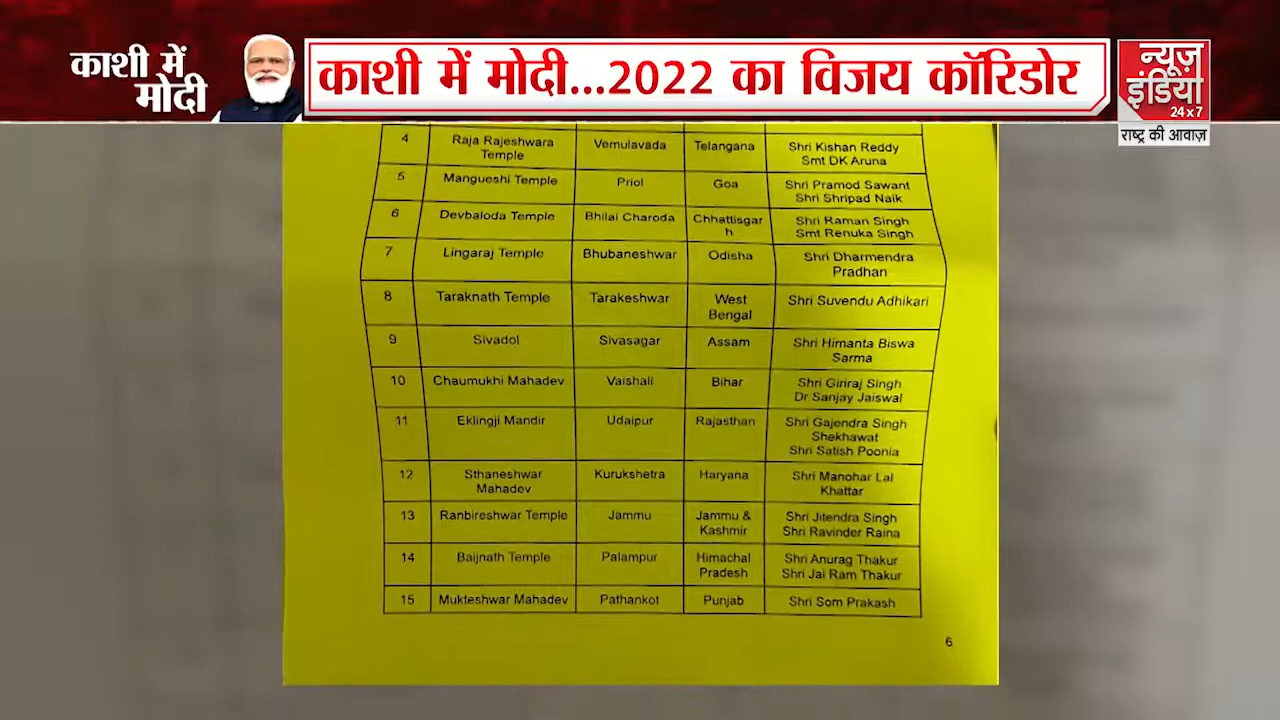 काशी में
मोदी
काशी में मोदी...2022 का विजय कॉरिडोर
न्यूज़
इंडिया
24x7
राष्ट्र की आवाज़
4 Raja Rajeshwara Temple Vemulavada Telangana Shri Kishan Reddy Smt DK Aruna
5 Mangueshi Temple Priol Goa Shri Pramod Sawant Shri Shripad Naik
6 Devbaloda Temple Bhilai Charoda Chhattisgar h Shri Raman Singh Smt Renuka Singh
7 Lingaraj Temple Bhubaneshwar Odisha Shri Dharmendra Pradhan
8 Taraknath Temple Tarakeshwar West Bengal Shri Suvendu Adhikari
9 Sivadol Sivasagar Assam Shri Himanta Biswa Sarma
10 Chaumukhi Mahadev Vaishali Bihar Shri Giriraj Singh Dr Sanjay Jaiswal
11 Eklingji Mandir Udaipur Rajasthan Shri Gajendra Singh Shekhawat Shri Satish Poonia
12 Sthaneshwar Mahadev Kurukshetra Haryana Shri Manohar Lal Khattar
13 Ranbireshwar Temple Jammu Jammu & Kashmir Shri Jitendra Singh Shri Ravinder Raina
14 Baijnath Temple Palampur Himachal Pradesh Shri Anurag Thakur Shri Jai Ram Thakur
15 Mukteshwar Mahadev Pathankot Punjab Shri Som Prakash
6